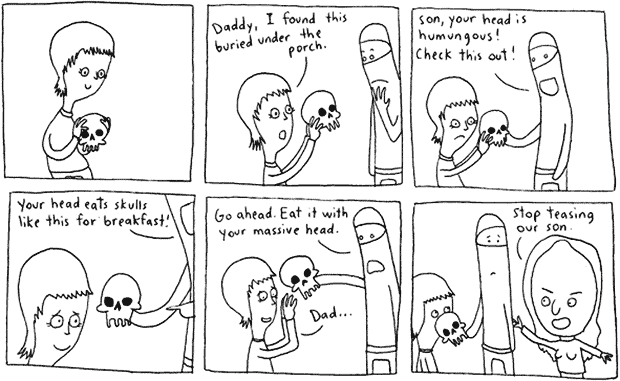 Daddy, I found this
buried under the
porch.
Son, your head is
humungous!
Check this out!
Your head eats skulls
like this for breakfast!
Go ahead. Eat it with
your massive head.
Dad...
Stop teasing
our son.